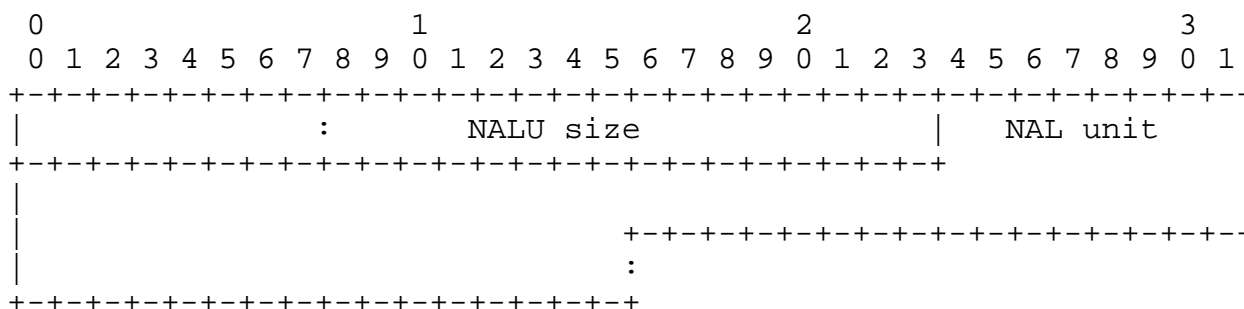 0                   1                   2                   3
 0 1 2 3 4 5 6 7 8 9 0 1 2 3 4 5 6 7 8 9 0 1 2 3 4 5 6 7 8 9 0 1
+-+-+-+-+-+-+-+-+-+-+-+-+-+-+-+-+-+-+-+-+-+-+-+-+-+-+-+-+-+-+-+-
|               :       NALU size               |   NAL unit
+-+-+-+-+-+-+-+-+-+-+-+-+-+-+-+-+-+-+-+-+-+-+-+-+
|
|                               +-+-+-+-+-+-+-+-+-+-+-+-+-+-+-+-+-
|                               :
+-+-+-+-+-+-+-+-+-+-+-+-+-+-+-+-+